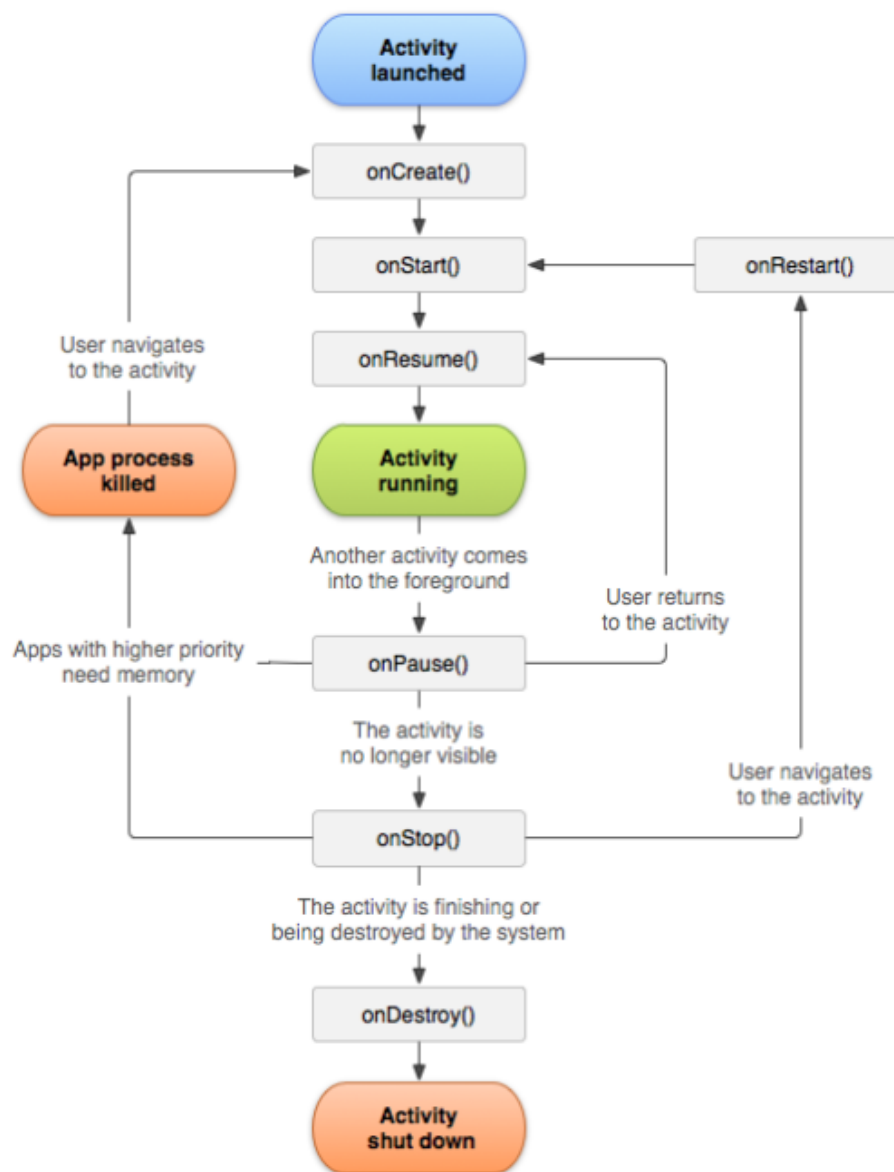 Activity
launched
onCreate()
onStart()
onRestart()
onResume()
User navigates
to the activity
App process
killed
Activity
running
Another activity comes
into the foreground
User returns
to the activity
Apps with higher priority
need memory
onPause()
The activity is
no longer visible
User navigates
to the activity
onStop()
The activity is finishing or
being destroyed by the system
onDestroy()
Activity
shut down